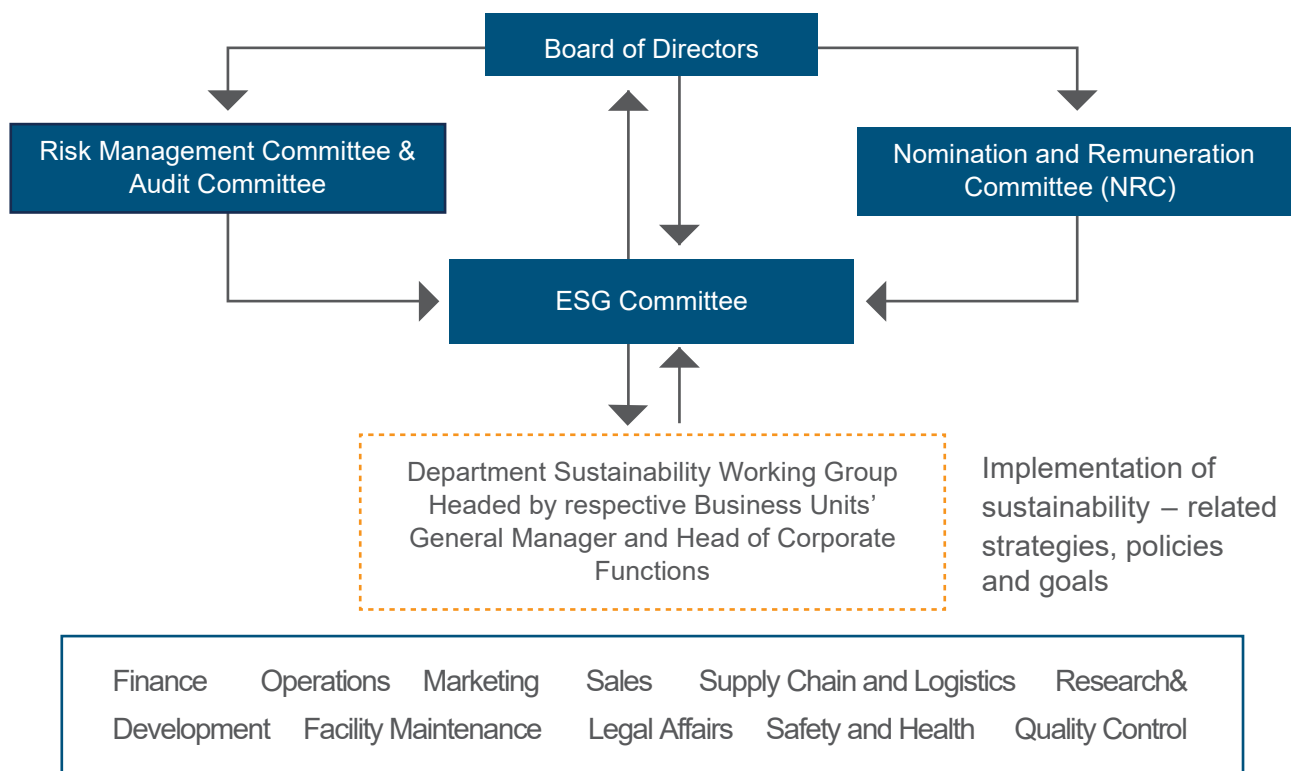 Board of Directors
Risk Management Committee &
Audit Committee
Nomination and Remuneration
Committee (NRC)
ESG Committee
Department Sustainability Working Group
Headed by respective Business Units’
General Manager and Head of Corporate
Functions
Implementation of
sustainability – related
strategies, policies
and goals
Finance Operations Marketing Sales Supply Chain and Logistics Research&
Development Facility Maintenance Legal Affairs Safety and Health Quality Control